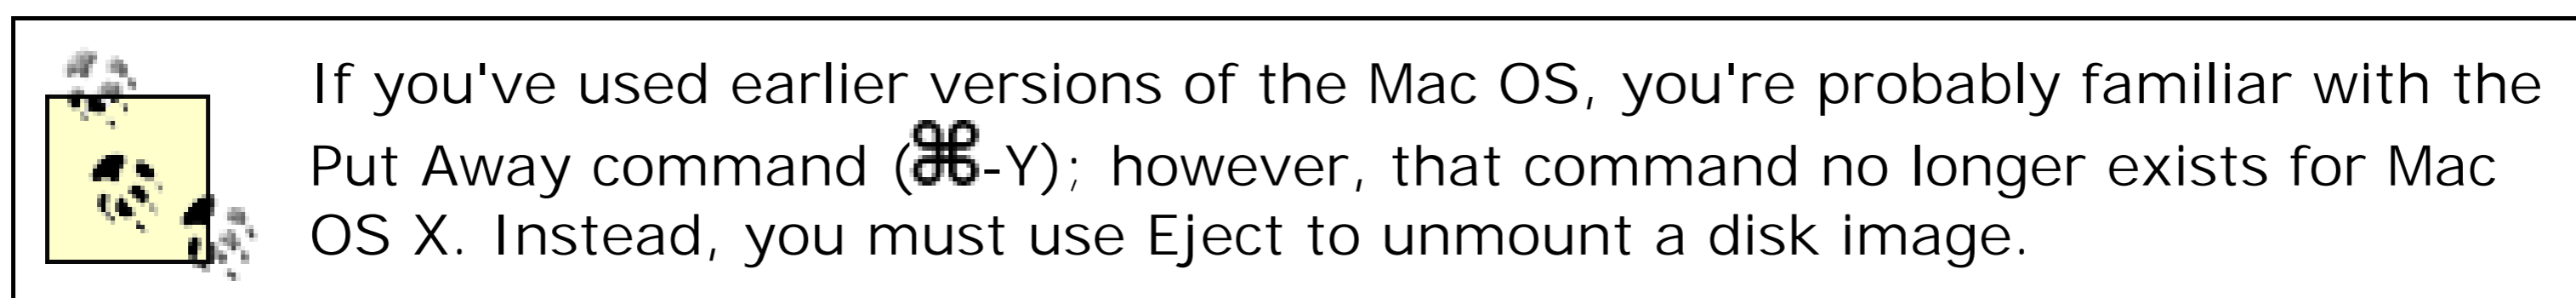 If you've used earlier versions of the Mac OS, you're probably familiar with the
Put Away command (⌘-Y); however, that command no longer exists for Mac
OS X. Instead, you must use Eject to unmount a disk image.